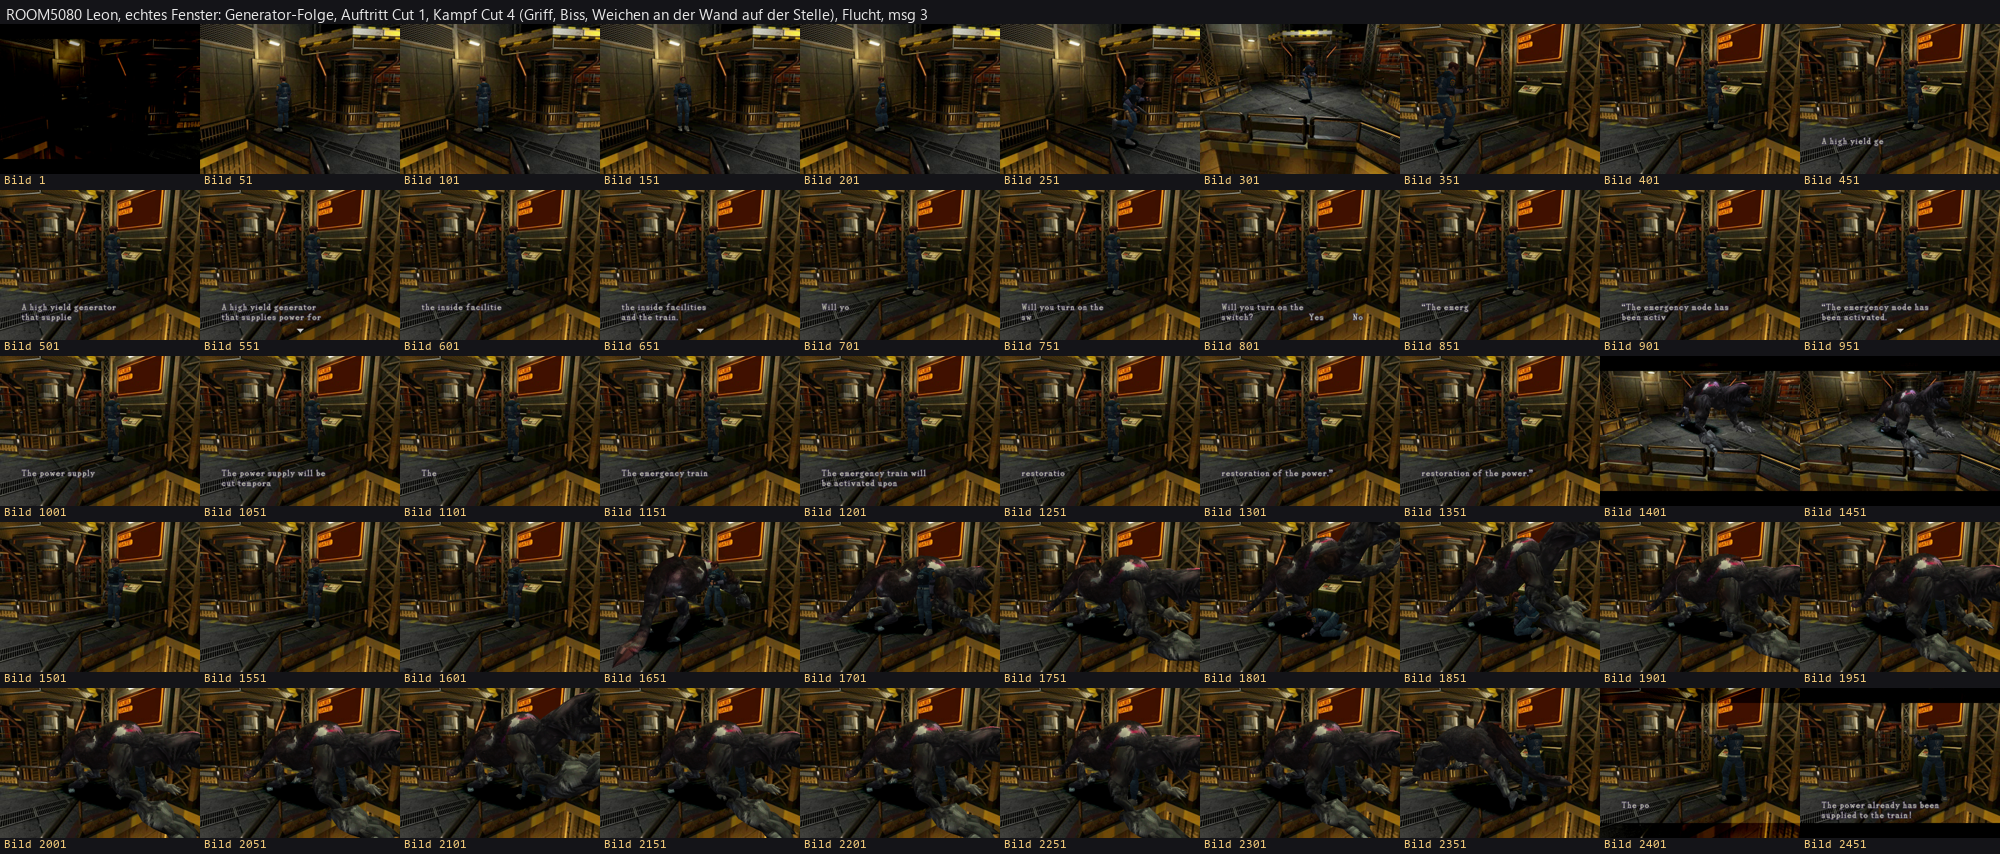 ROOM5080 Leon, echtes Fenster: Generator-Folge, Auftritt Cut 1, Kampf Cut 4 (Griff, Biss, Weichen an der Wand auf der Stelle), Flucht, msg 3
A high yield ge
Bild 1
Bild 51
Bild 101
Bild 151
Bild 201
Bild 251
Bild 301
Bild 351
Bild 401
Bild 451
A high yield generator
that supplie
A high yield generator
that supplies power for
the inside facilitie
the inside facilities
and the train.
Will yo
Will you turn on the
sw
Will you turn on the
switch? Yes No
"The emerg
"The emergency mode has
been activ
"The emergency mode has
been activated.
Bild 501
Bild 551
Bild 601
Bild 651
Bild 701
Bild 751
Bild 801
Bild 851
Bild 901
Bild 951
The power supply
The power supply will be
cut tempora
The
The emergency train
The emergency train will
be activated upon
restoratio
restoration of the power."
restoration of the power."
Bild 1001
Bild 1051
Bild 1101
Bild 1151
Bild 1201
Bild 1251
Bild 1301
Bild 1351
Bild 1401
Bild 1451
Bild 1501
Bild 1551
Bild 1601
Bild 1651
Bild 1701
Bild 1751
Bild 1801
Bild 1851
Bild 1901
Bild 1951
The po
The power already has been
supplied to the train!
Bild 2001
Bild 2051
Bild 2101
Bild 2151
Bild 2201
Bild 2251
Bild 2301
Bild 2351
Bild 2401
Bild 2451